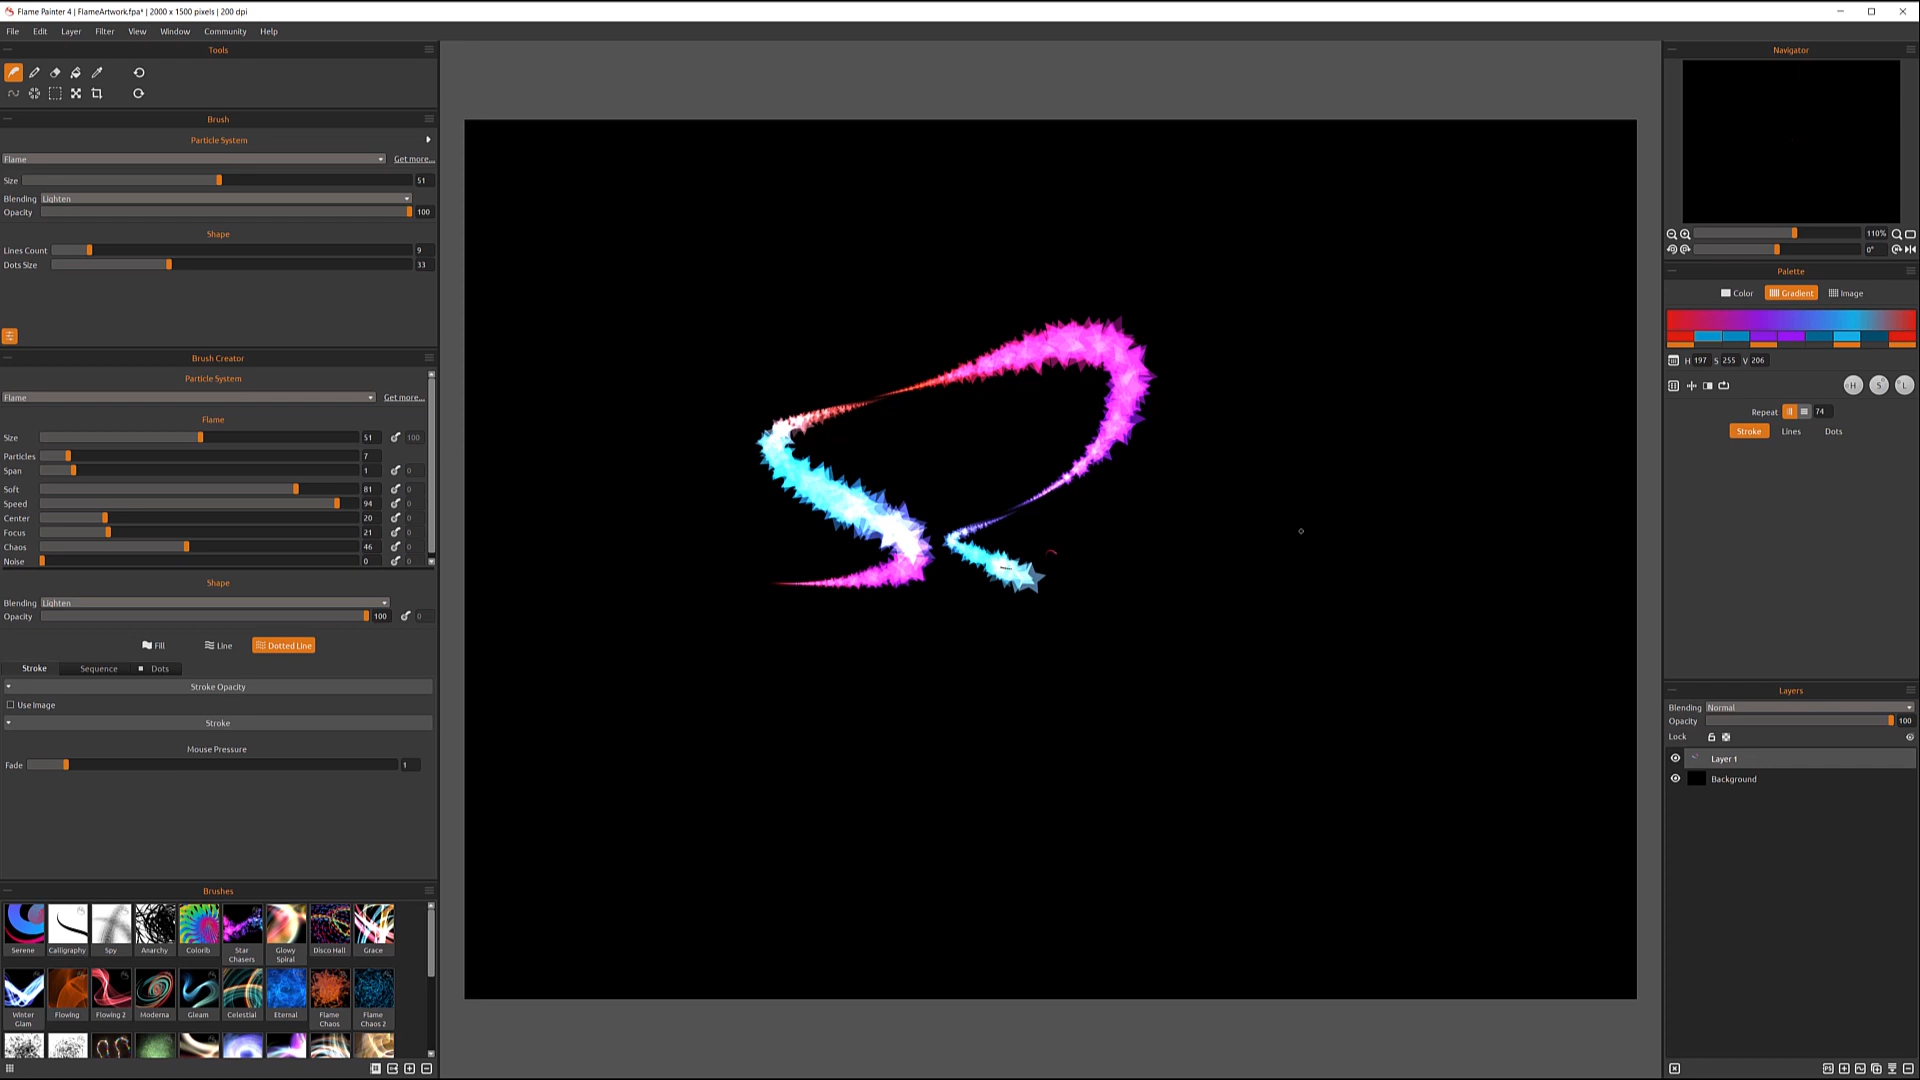 Flame Painter 4 | FlameArtwork.fpa* | 2000 x 1500 pixels | 200 dpi
File Edit Layer Filter View Window Community Help
Tools
Brush
Particle System
Flame Get more...
Size 51
Blending Lighten
Opacity 100
Shape
Lines Count 9
Dots Size 33
Brush Creator
Particle System
Flame Get more...
Flame
Size 51 100
Particles 7
Span 1 0
Soft 81 0
Speed 94 0
Center 20 0
Focus 21 0
Chaos 46 0
Noise 0 0
Shape
Blending Lighten
Opacity 100 0
Fill Line Dotted Line
Stroke Sequence Dots
Stroke Opacity
Use Image
Stroke
Mouse Pressure
Fade 1
Brushes
Serene Calligraphy Spy Anarchy Colorib Star Chasers Glowy Spiral Disco Hall Grace
Winter Glam Flowing Flowing 2 Moderna Gleam Celestial Eternal Flame Chaos Flame Chaos 2
Navigator
110%
0°
Palette
Color Gradient Image
H 197 S 255 V 206
H S L
Repeat 74
Stroke Lines Dots
Layers
Blending Normal
Opacity 100
Lock
Layer 1
Background